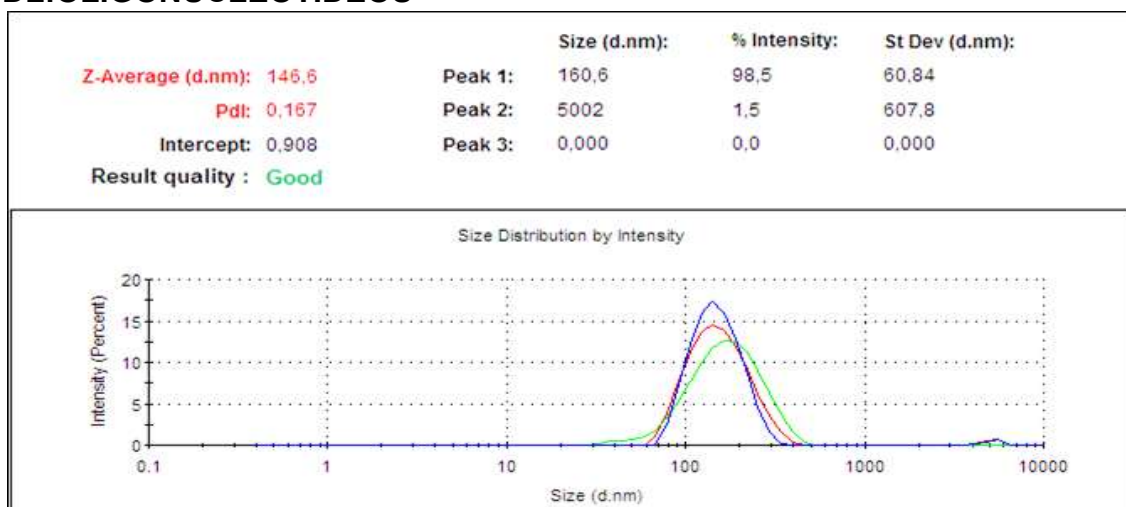 Size (d.nm): % Intensity: St Dev (d.nm):
Z-Average (d.nm): 146,6 Peak 1: 160,6 98,5 60,84
PdI: 0,167 Peak 2: 5002 1,5 607,8
Intercept: 0,908 Peak 3: 0,000 0,0 0,000
Result quality : Good
Size Distribution by Intensity
Intensity (Percent)
20
15
10
5
0
0.1 1 10 100 1000 10000
Size (d.nm)